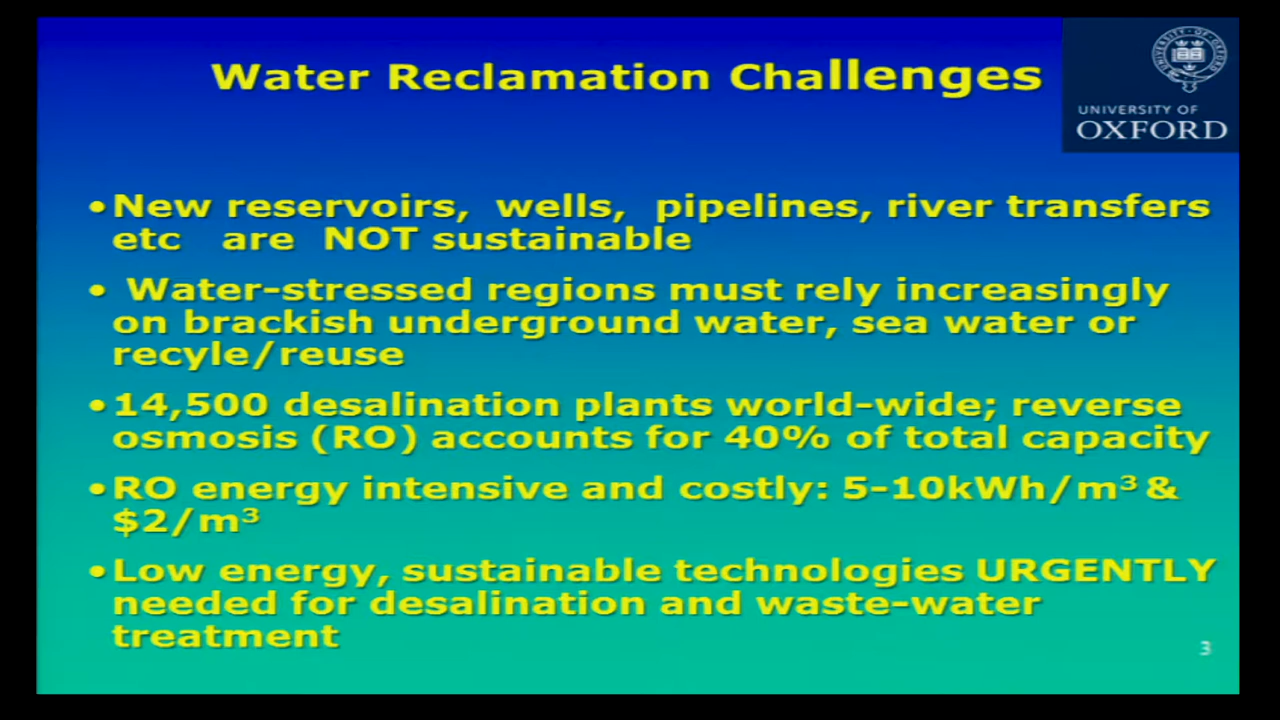 Water Reclamation Challenges
UNIVERSITY OF
OXFORD
•New reservoirs, wells, pipelines, river transfers
etc are NOT sustainable
• Water-stressed regions must rely increasingly
on brackish underground water, sea water or
recyle/reuse
•14,500 desalination plants world-wide; reverse
osmosis (RO) accounts for 40% of total capacity
•RO energy intensive and costly: 5-10kWh/m³ &
$2/m³
•Low energy, sustainable technologies URGENTLY
needed for desalination and waste-water
treatment
3